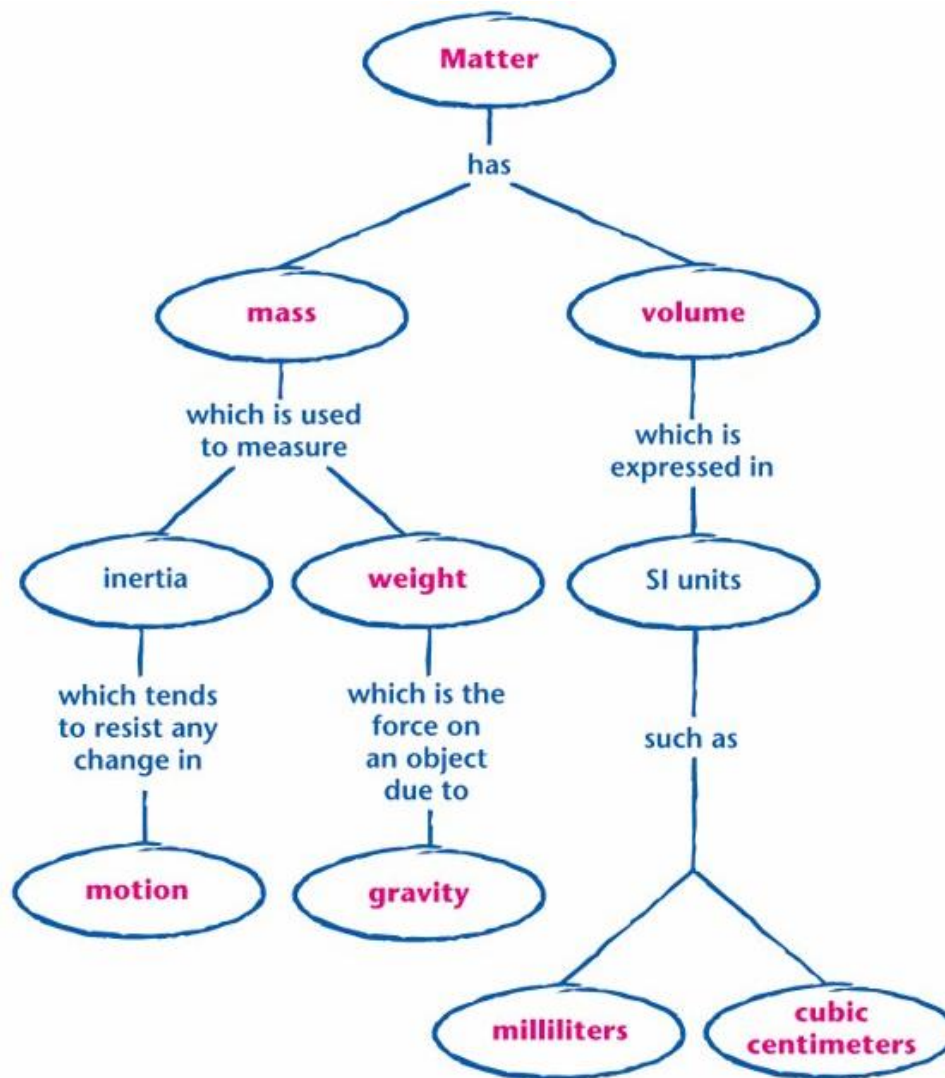 Matter
has
mass
volume
which is used
to measure
which is
expressed in
inertia
weight
SI units
which tends
to resist any
change in
which is the
force on
an object
due to
such as
motion
gravity
milliliters
cubic
centimeters